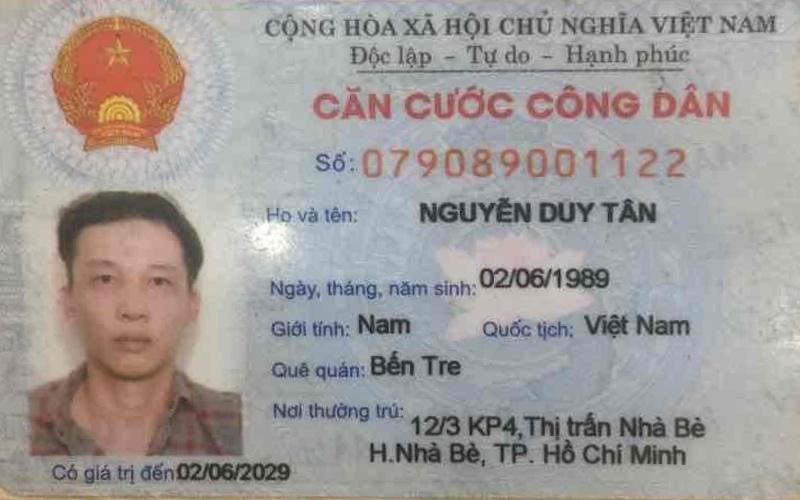 CỘNG HÒA XÃ HỘI CHỦ NGHĨA VIỆT NAM
Độc lập - Tự do - Hạnh phúc
CĂN CƯỚC CÔNG DÂN
Số: 079089001122
Họ và tên: NGUYỄN DUY TÂN
Ngày, tháng, năm sinh: 02/06/1989
Giới tính: Nam Quốc tịch: Việt Nam
Quê quán: Bến Tre
Nơi thường trú: 12/3 KP4,Thị trấn Nhà Bè
H.Nhà Bè, TP. Hồ Chí Minh
Có giá trị đến: 02/06/2029